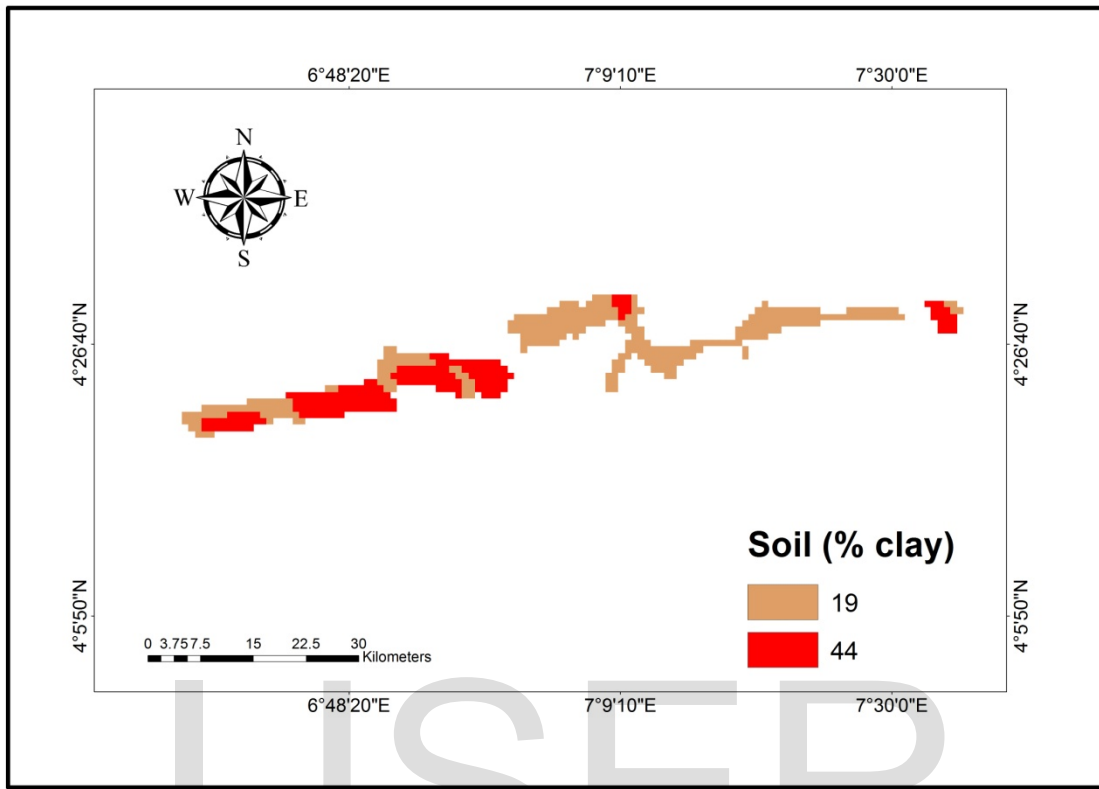 6°48'20"E 7°9'10"E 7°30'0"E
N
W E
S
4°26'40"N 4°26'40"N
Soil (% clay)
19
44
4°5'50"N 4°5'50"N
0 3.75 7.5 15 22.5 30
Kilometers
6°48'20"E 7°9'10"E 7°30'0"E
IJSER